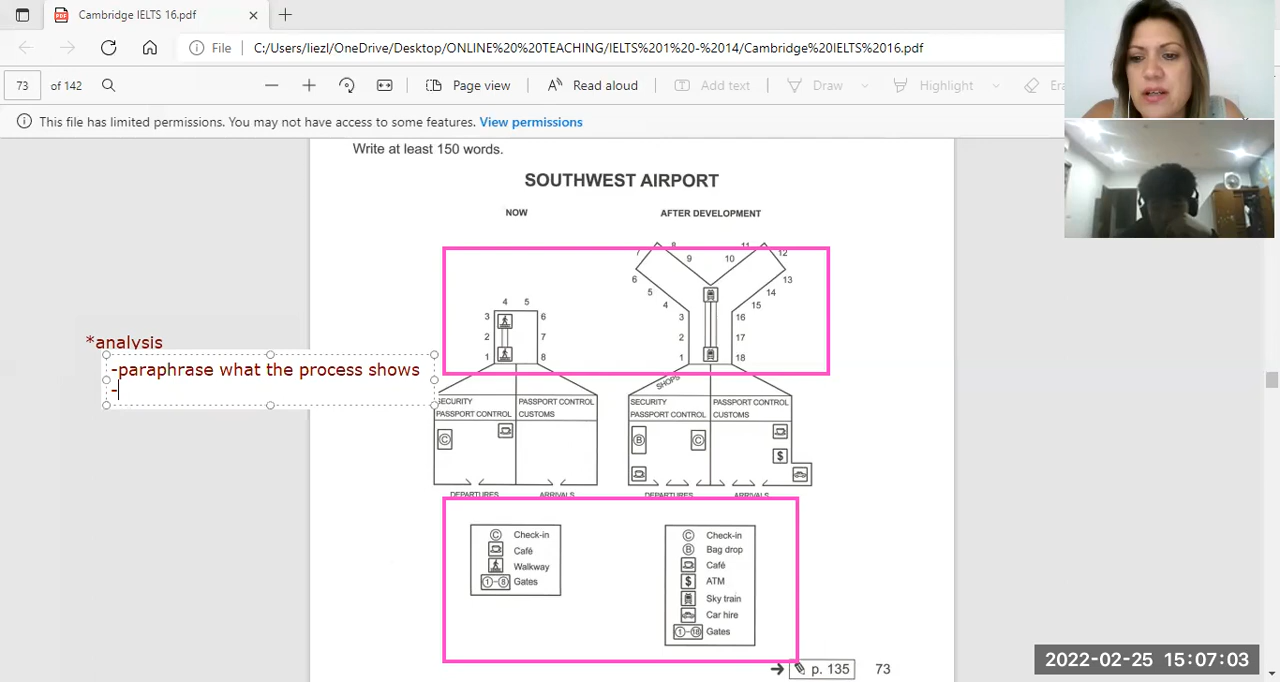 Cambridge IELTS 16.pdf
File C:/Users/liezl/OneDrive/Desktop/ONLINE%20%20TEACHING/IELTS%201%20-%2014/Cambridge%20IELTS%2016.pdf
73 of 142 Page view Read aloud Add text Draw Highlight Era
This file has limited permissions. You may not have access to some features. View permissions
Write at least 150 words.
SOUTHWEST AIRPORT
NOW AFTER DEVELOPMENT
8 11
9 10 12
6 13
5 14
4 5 4 15
3 6 3 16
2 7 2 17
1 8 1 18
*analysis
-paraphrase what the process shows
-
SHOPS
SECURITY PASSPORT CONTROL SECURITY PASSPORT CONTROL
PASSPORT CONTROL CUSTOMS PASSPORT CONTROL CUSTOMS
C B C $
DEPARTURES ARRIVALS DEPARTURES ARRIVALS
C Check-in
Café
Walkway
1-8 Gates
C Check-in
B Bag drop
Café
$ ATM
Sky train
Car hire
1-18 Gates
p. 135 73
2022-02-25 15:07:03